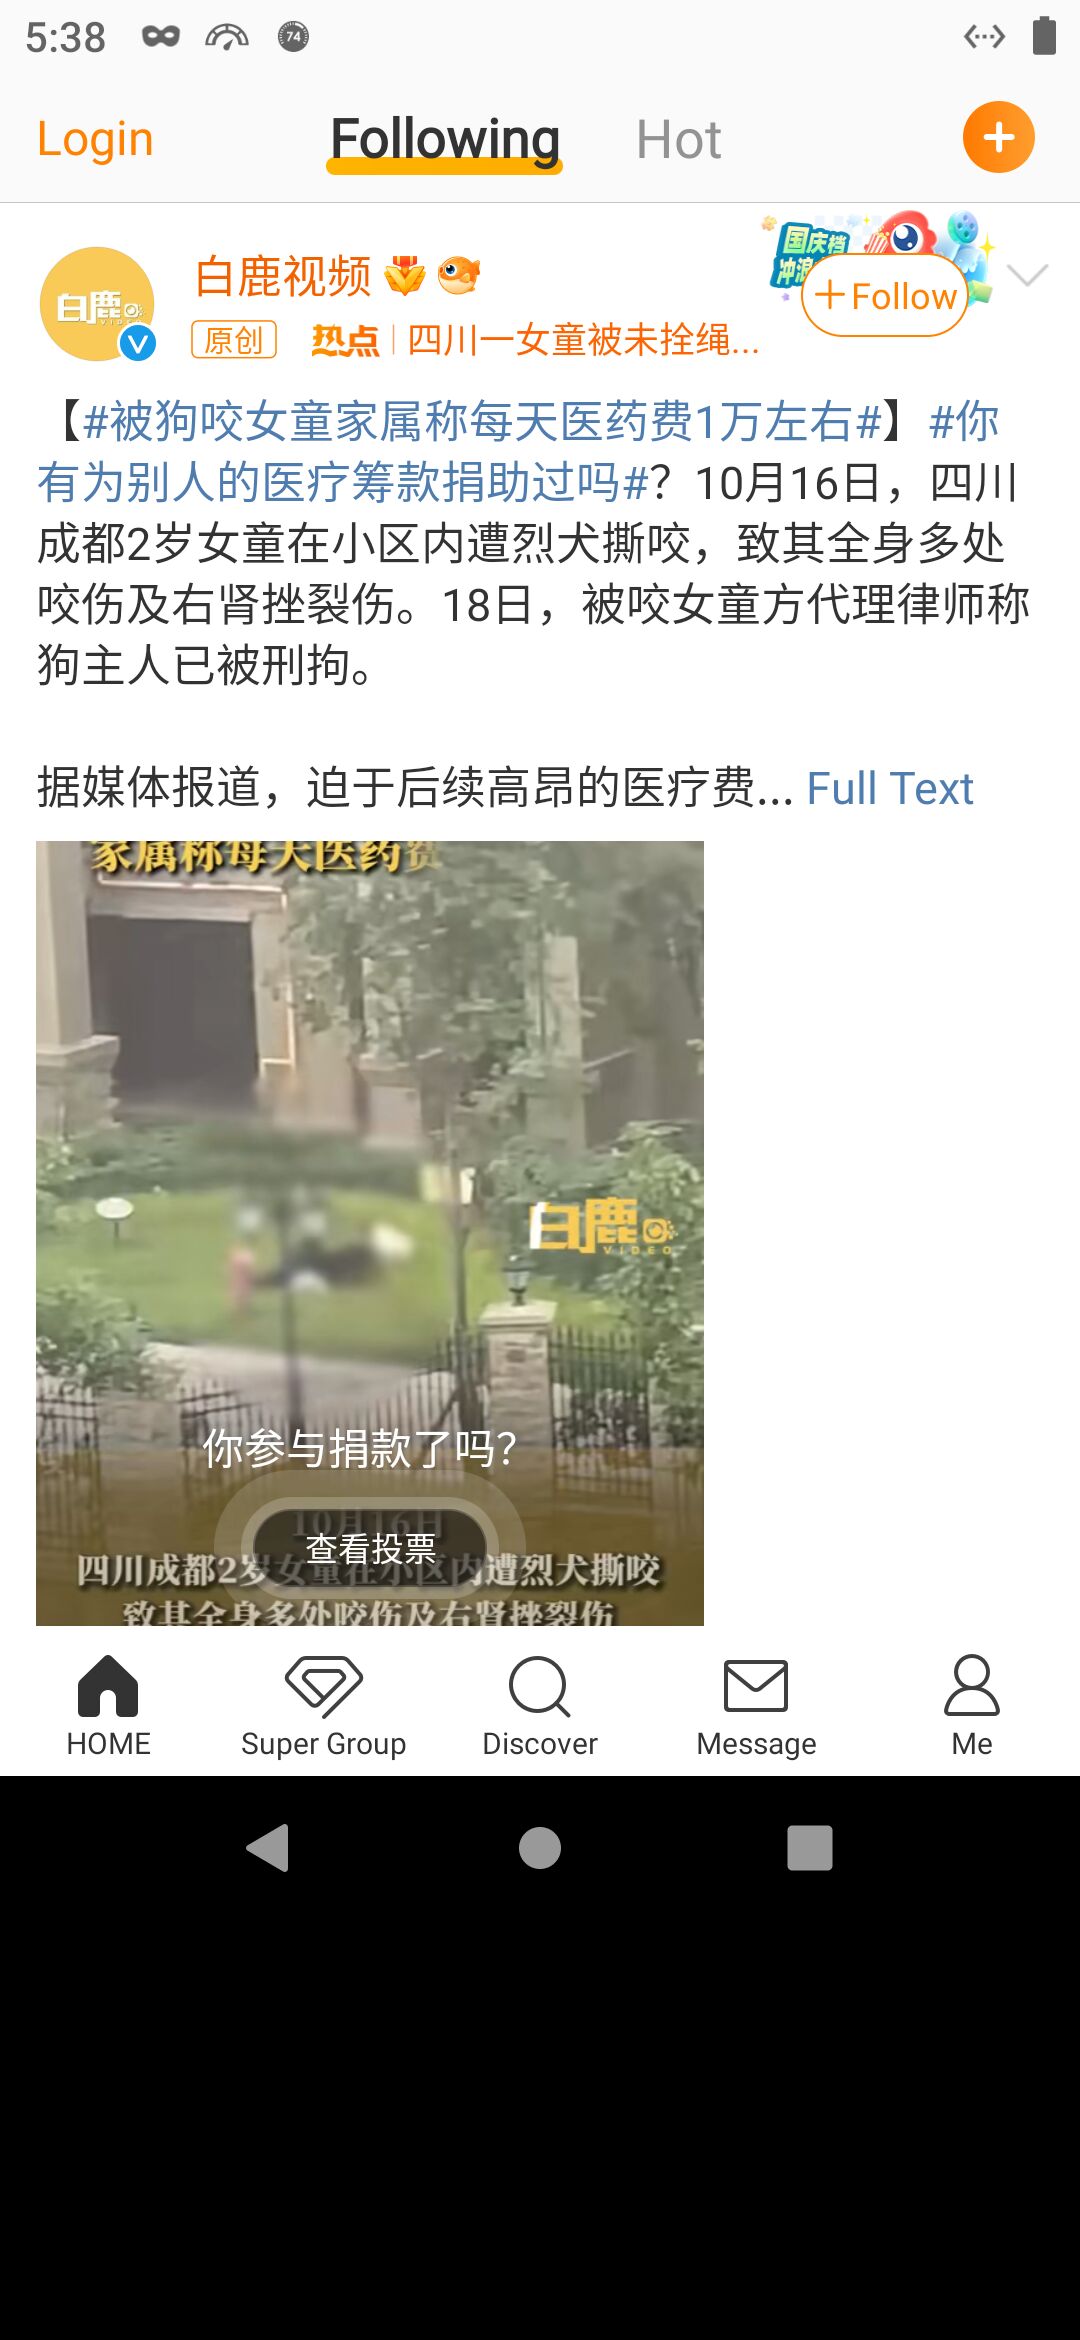 5:38
74
Login
Following
Hot
国庆档
白鹿视频
白鹿
VIDEO
+Follow
原创
热点
四川一女童被未拴绳...
【#被狗咬女童家属称每天医药费1万左右#】#你
有为别人的医疗筹款捐助过吗#？10月16日，四川
成都2岁女童在小区内遭烈犬撕咬，致其全身多处
咬伤及右肾挫裂伤。18日，被咬女童方代理律师称
狗主人已被刑拘。
据媒体报道，迫于后续高昂的医疗费... Full Text
家属称每天医药费
白鹿
VIDEO
你参与捐款了吗？
10月16日
查看投票
四川成都2岁女童在小区内遭烈犬撕咬
致其全身多处咬伤及右肾挫裂伤
HOME
Super Group
Discover
Message
Me